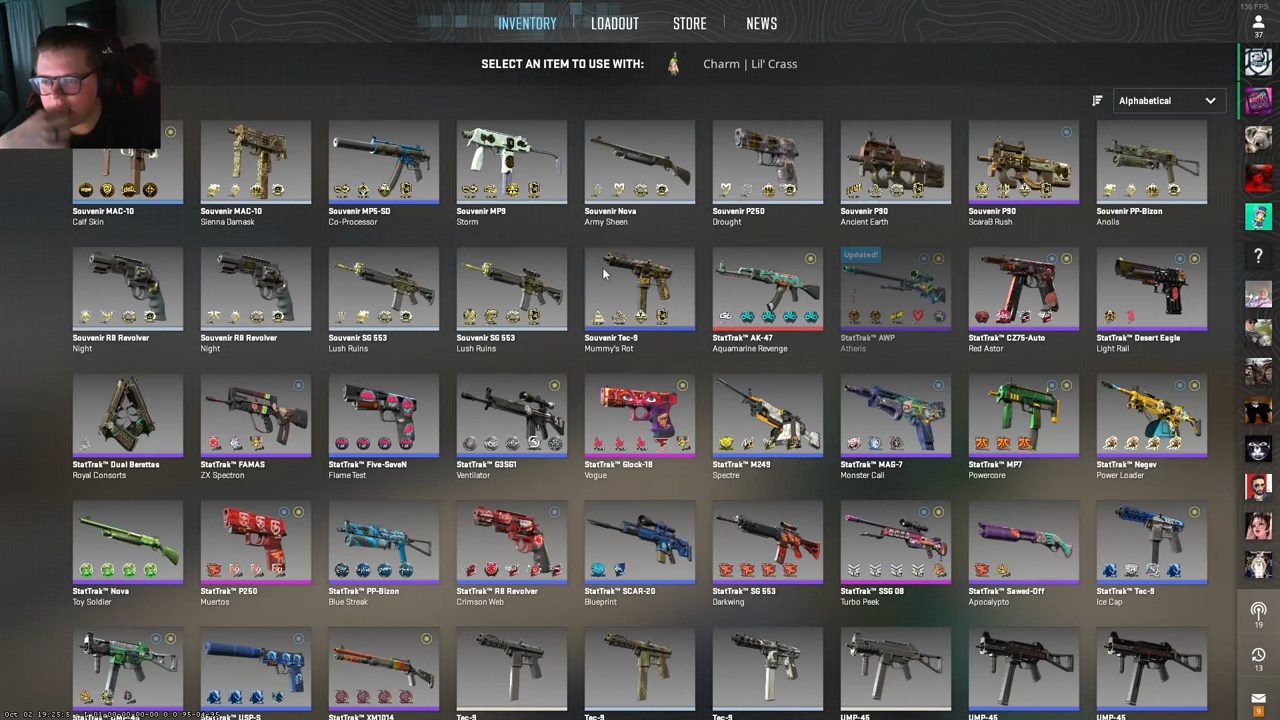 136 FPS
INVENTORY
LOADOUT
STORE
NEWS
37
SELECT AN ITEM TO USE WITH:
Charm | Lil' Crass
Alphabetical
Souvenir MAC-10
Calf Skin
Souvenir MAC-10
Sienna Damask
Souvenir MP5-SD
Co-Processor
Souvenir MP9
Storm
Souvenir Nova
Army Sheen
Souvenir P250
Drought
Souvenir P90
Ancient Earth
Souvenir P90
ScaraB Rush
Souvenir PP-Bizon
Anolis
Updated!
Souvenir R8 Revolver
Night
Souvenir R8 Revolver
Night
Souvenir SG 553
Lush Ruins
Souvenir SG 553
Lush Ruins
Souvenir Tec-9
Mummy's Rot
StatTrak™ AK-47
Aquamarine Revenge
StatTrak™ AWP
Atheris
StatTrak™ CZ75-Auto
Red Astor
StatTrak™ Desert Eagle
Light Rail
?
StatTrak™ Dual Berettas
Royal Consorts
StatTrak™ FAMAS
ZX Spectron
StatTrak™ Five-SeveN
Flame Test
StatTrak™ G3SG1
Ventilator
StatTrak™ Glock-18
Vogue
StatTrak™ M249
Spectre
StatTrak™ MAG-7
Monster Call
StatTrak™ MP7
Powercore
StatTrak™ Negev
Power Loader
StatTrak™ Nova
Toy Soldier
StatTrak™ P250
Muertos
StatTrak™ PP-Bizon
Blue Streak
StatTrak™ R8 Revolver
Crimson Web
StatTrak™ SCAR-20
Blueprint
StatTrak™ SG 553
Darkwing
StatTrak™ SSG 08
Turbo Peek
StatTrak™ Sawed-Off
Apocalypto
StatTrak™ Tec-9
Ice Cap
19
13
9
StatTrak™ USP-S
StatTrak™ XM1014
Tec-9
Tec-9
Tec-9
UMP-45
UMP-45
UMP-45